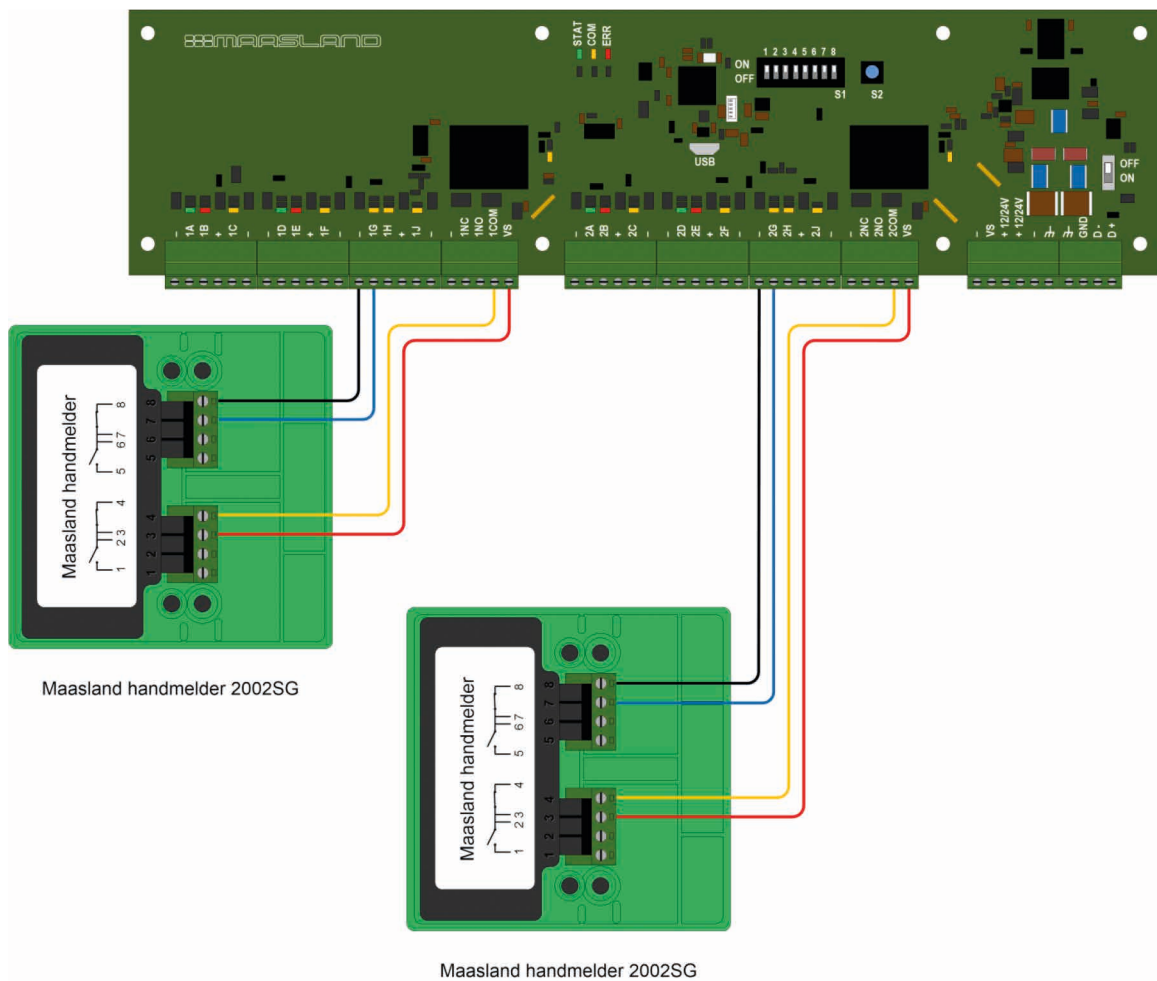 MAASLAND
STAT
COM
ERR
1 2 3 4 5 6 7 8
ON
OFF
S1
S2
USB
OFF
ON
- 1A 1B + 1C -
- 1D 1E + 1F -
- 1G 1H + 1J -
- 1NC 1NO 1COM VS
- 2A 2B + 2C -
- 2D 2E + 2F -
- 2G 2H + 2J -
- 2NC 2NO 2COM VS
- VS + 12/24V + 12/24V -
GND D - D +
Maasland handmelder
1 23 4 5 67 8
1 2 3 4 5 6 7 8
Maasland handmelder 2002SG
Maasland handmelder
1 23 4 5 67 8
1 2 3 4 5 6 7 8
Maasland handmelder 2002SG